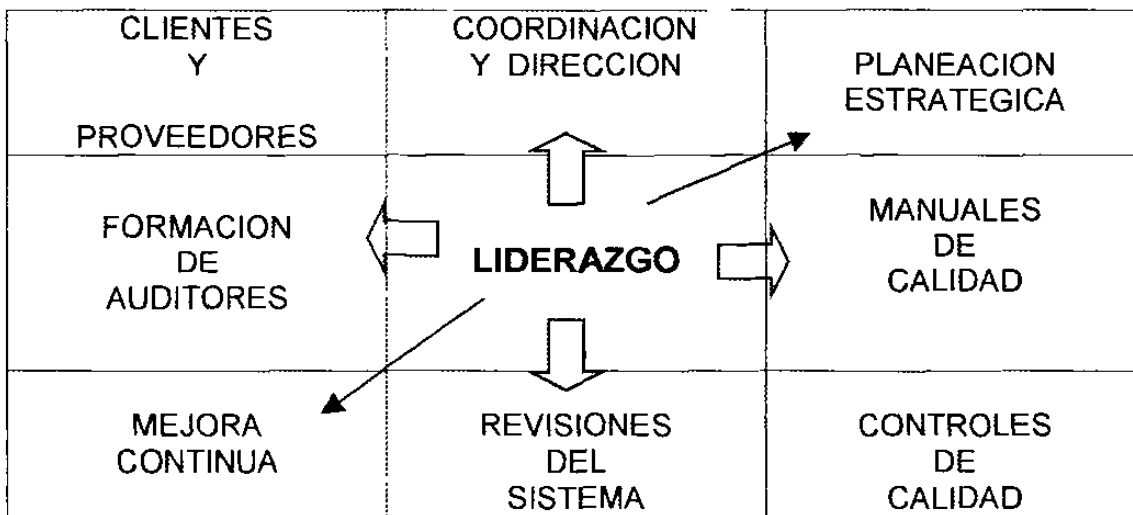 CLIENTES
Y
PROVEEDORES
COORDINACION
Y DIRECCION
PLANEACION
ESTRATEGICA
FORMACION
DE
AUDITORES
LIDERAZGO
MANUALES
DE
CALIDAD
MEJORA
CONTINUA
REVISIONES
DEL
SISTEMA
CONTROLES
DE
CALIDAD